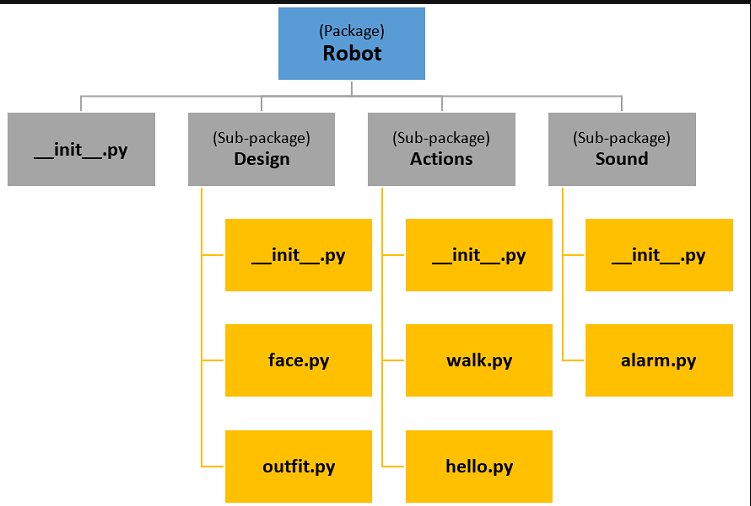 (Package)
Robot
__init__.py
(Sub-package)
Design
(Sub-package)
Actions
(Sub-package)
Sound
__init__.py
__init__.py
__init__.py
face.py
walk.py
alarm.py
outfit.py
hello.py